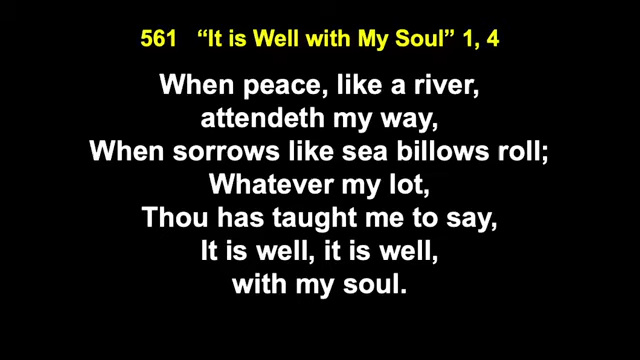 561 “It is Well with My Soul” 1, 4
When peace, like a river,
attendeth my way,
When sorrows like sea billows roll;
Whatever my lot,
Thou has taught me to say,
It is well, it is well,
with my soul.